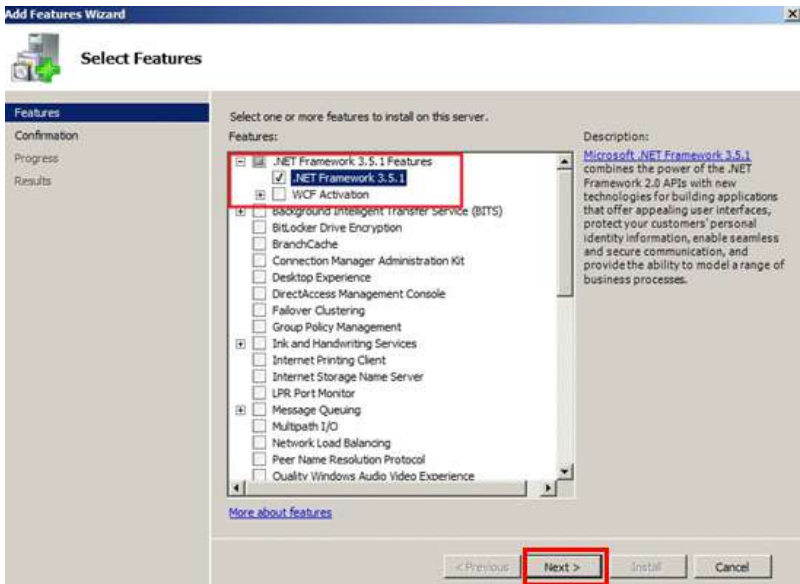 Add Features Wizard
Select Features
Features
Confirmation
Progress
Results
Select one or more features to install on this server.
Features:
.NET Framework 3.5.1 Features
.NET Framework 3.5.1
WCF Activation
Background Intelligent Transfer Service (BITS)
BitLocker Drive Encryption
BranchCache
Connection Manager Administration Kit
Desktop Experience
DirectAccess Management Console
Failover Clustering
Group Policy Management
Ink and Handwriting Services
Internet Printing Client
Internet Storage Name Server
LPR Port Monitor
Message Queuing
Multipath I/O
Network Load Balancing
Peer Name Resolution Protocol
Quality Windows Audio Video Experience
More about features
Description:
Microsoft .NET Framework 3.5.1
combines the power of the .NET
Framework 2.0 APIs with new
technologies for building applications
that offer appealing user interfaces,
protect your customers' personal
identity information, enable seamless
and secure communication, and
provide the ability to model a range of
business processes.
< Previous
Next >
Install
Cancel